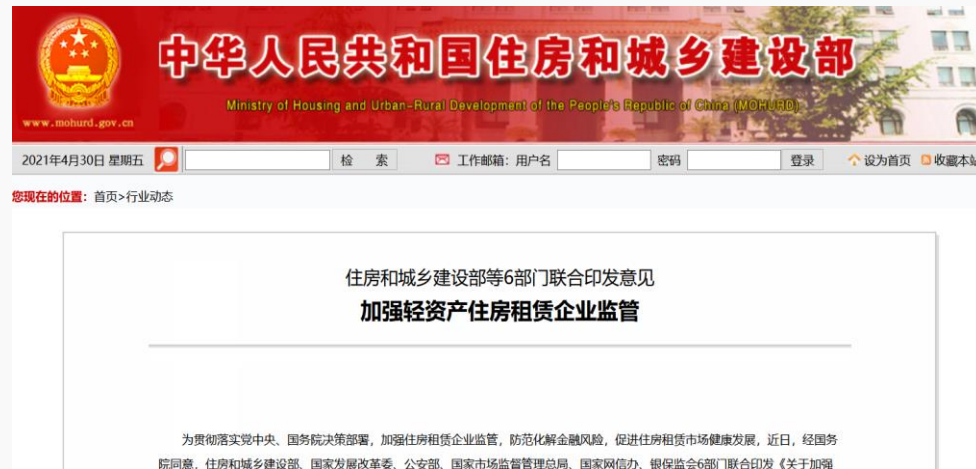 中华人民共和国住房和城乡建设部
Ministry of Housing and Urban-Rural Development of the People's Republic of China (MOHURD)
www.mohurd.gov.cn
2021年4月30日 星期五 检 索 工作邮箱: 用户名 密码 登录 设为首页 收藏本站
您现在的位置: 首页>行业动态
住房和城乡建设部等6部门联合印发意见
加强轻资产住房租赁企业监管
为贯彻落实党中央、国务院决策部署，加强住房租赁企业监管，防范化解金融风险，促进住房租赁市场健康发展，近日，经国务
院同意，住房和城乡建设部、国家发展改革委、公安部、国家市场监督管理总局、国家网信办、银保监会6部门联合印发《关于加强